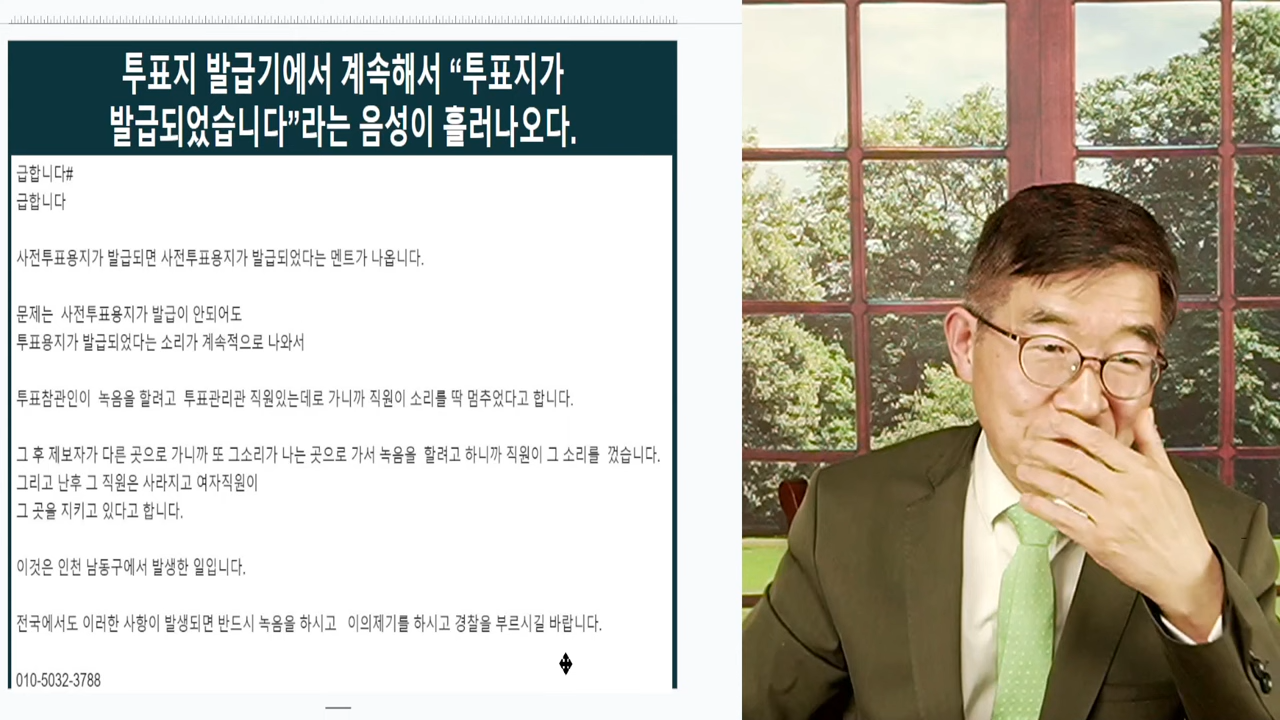 투표지 발급기에서 계속해서 “투표지가
발급되었습니다”라는 음성이 흘러나오다.
급합니다#
급합니다
사전투표용지가 발급되면 사전투표용지가 발급되었다는 멘트가 나옵니다.
문제는 사전투표용지가 발급이 안되어도
투표용지가 발급되었다는 소리가 계속적으로 나와서
투표참관인이 녹음을 할려고 투표관리관 직원있는데로 가니까 직원이 소리를 딱 멈추었다고 합니다.
그 후 제보자가 다른 곳으로 가니까 또 그소리가 나는 곳으로 가서 녹음을 할려고 하니까 직원이 그 소리를 껐습니다.
그리고 난후 그 직원은 사라지고 여자직원이
그 곳을 지키고 있다고 합니다.
이것은 인천 남동구에서 발생한 일입니다.
전국에서도 이러한 사항이 발생되면 반드시 녹음을 하시고 이의제기를 하시고 경찰을 부르시길 바랍니다.
010-5032-3788